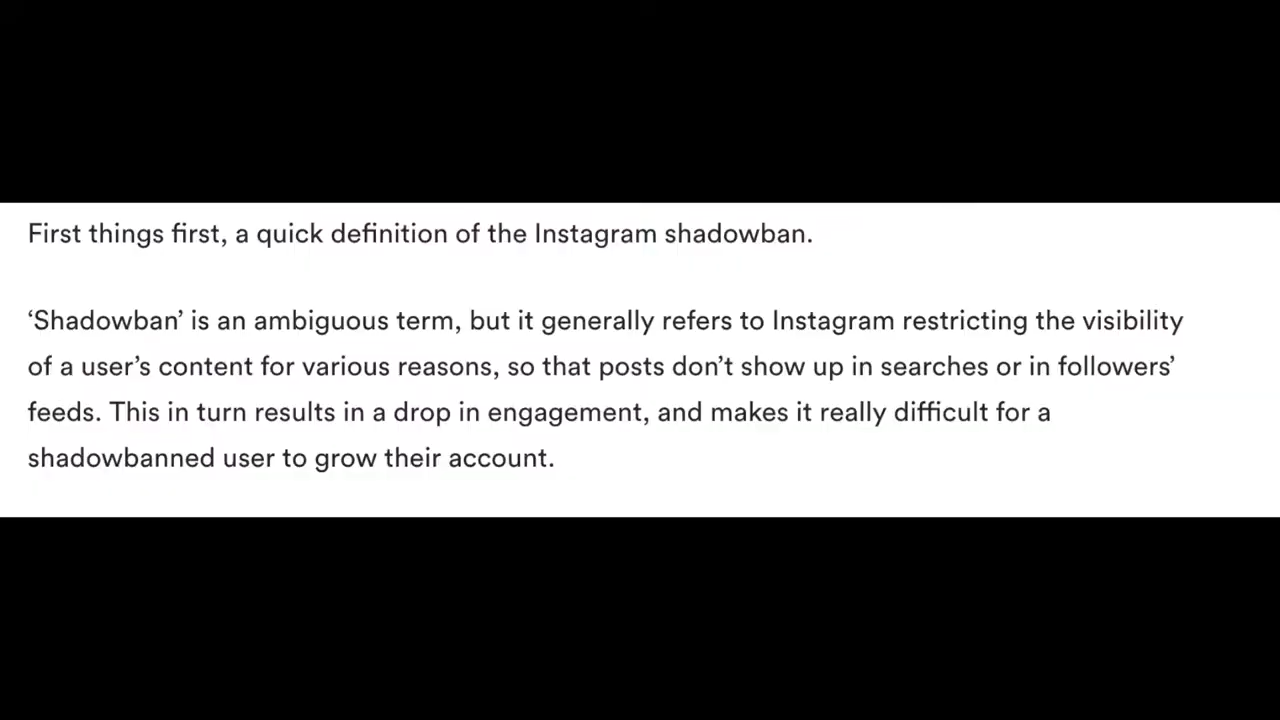 First things first, a quick definition of the Instagram shadowban.
‘Shadowban’ is an ambiguous term, but it generally refers to Instagram restricting the visibility
of a user’s content for various reasons, so that posts don’t show up in searches or in followers’
feeds. This in turn results in a drop in engagement, and makes it really difficult for a
shadowbanned user to grow their account.